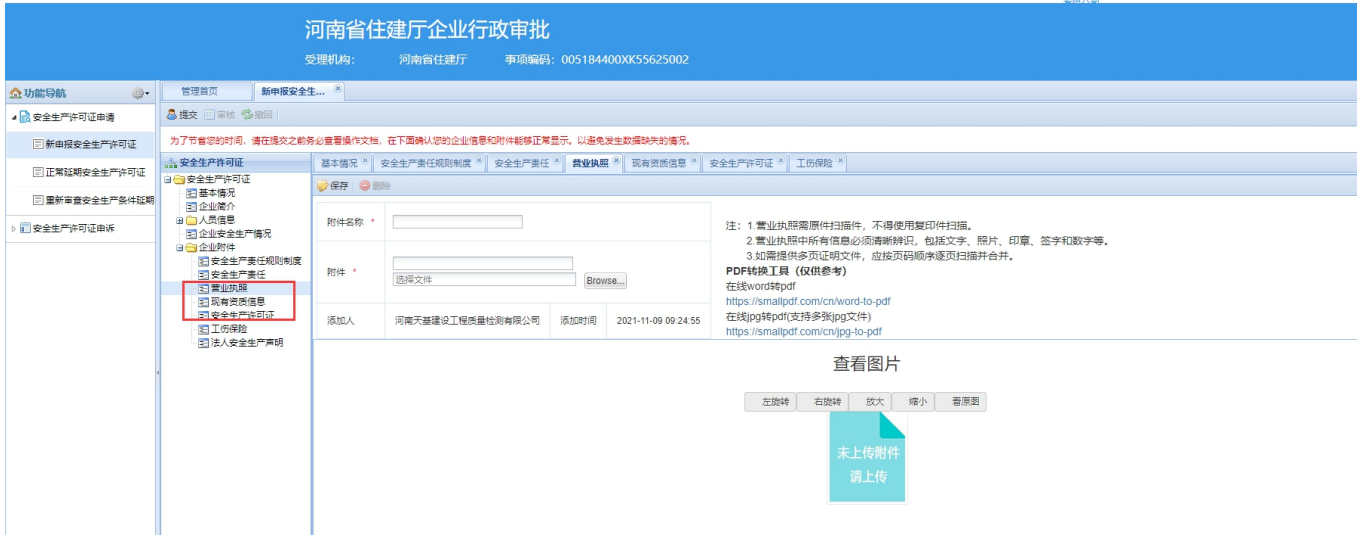 河南省住建厅企业行政审批
受理机构: 河南省住建厅 事项编码: 005184400XK55625002
功能导航
管理首页 新申报安全生...
安全生产许可证申请
新申报安全生产许可证
正常延期安全生产许可证
重新审查安全生产条件延期
安全生产许可证申诉
提交 审核 撤回
为了节省您的时间，请在提交之前务必查看操作文档，在下面确认您的企业信息和附件能够正常显示。以避免发生数据缺失的情况。
安全生产许可证
安全生产许可证
基本情况
企业简介
人员信息
企业安全生产情况
企业附件
安全生产责任规则制度
安全生产责任
营业执照
现有资质信息
安全生产许可证
工伤保险
法人安全生产声明
基本情况 安全生产责任规则制度 安全生产责任 营业执照 现有资质信息 安全生产许可证 工伤保险
保存 删除
附件名称 *
附件 *
选择文件 Browse...
添加人 河南天基建设工程质量检测有限公司 添加时间 2021-11-09 09:24:55
注：1.营业执照需原件扫描件，不得使用复印件扫描。
2.营业执照中所有信息必须清晰辨识，包括文字、照片、印章、签字和数字等。
3.如需提供多页证明文件，应按页码顺序逐页扫描并合并。
PDF转换工具（仅供参考）
在线word转pdf
https://smallpdf.com/cn/word-to-pdf
在线jpg转pdf(支持多张jpg文件)
https://smallpdf.com/cn/jpg-to-pdf
查看图片
左旋转 右旋转 放大 缩小 看原图
未上传附件
请上传